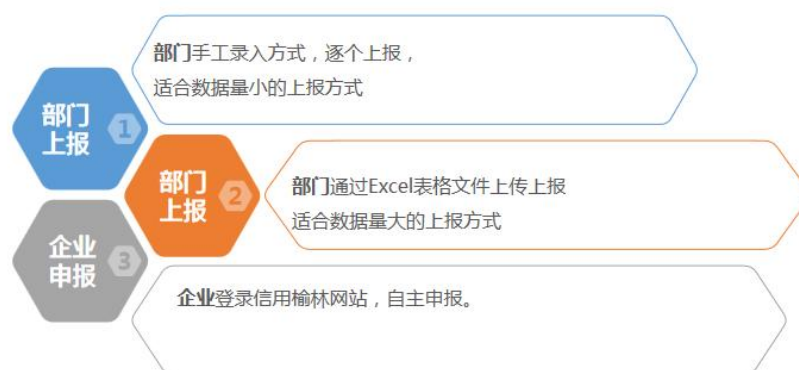 部门手工录入方式，逐个上报，
适合数据量小的上报方式
部门
上报
1
部门
上报
2
部门通过Excel表格文件上传上报
适合数据量大的上报方式
企业
申报
3
企业登录信用榆林网站，自主申报。